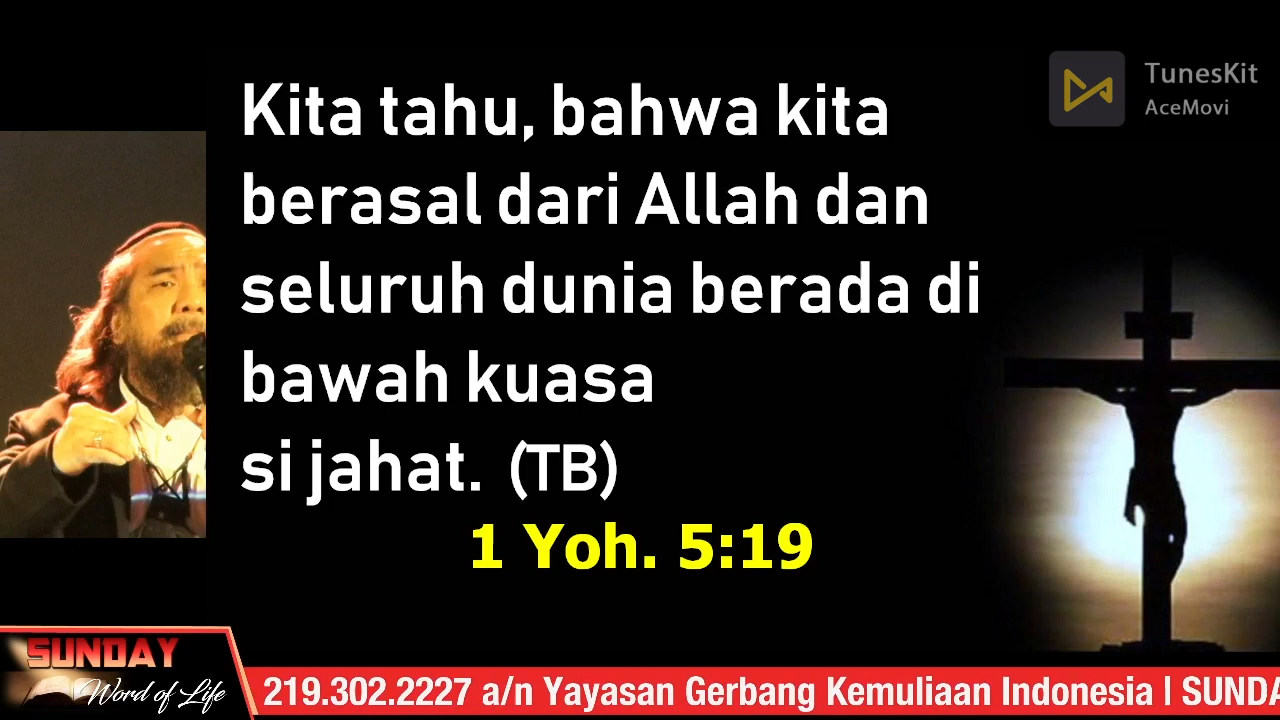 Kita tahu, bahwa kita
berasal dari Allah dan
seluruh dunia berada di
bawah kuasa
si jahat. (TB)
1 Yoh. 5:19
TunesKit
AceMovi
SUNDAY
Word of Life
219.302.2227 a/n Yayasan Gerbang Kemuliaan Indonesia | SUNDA